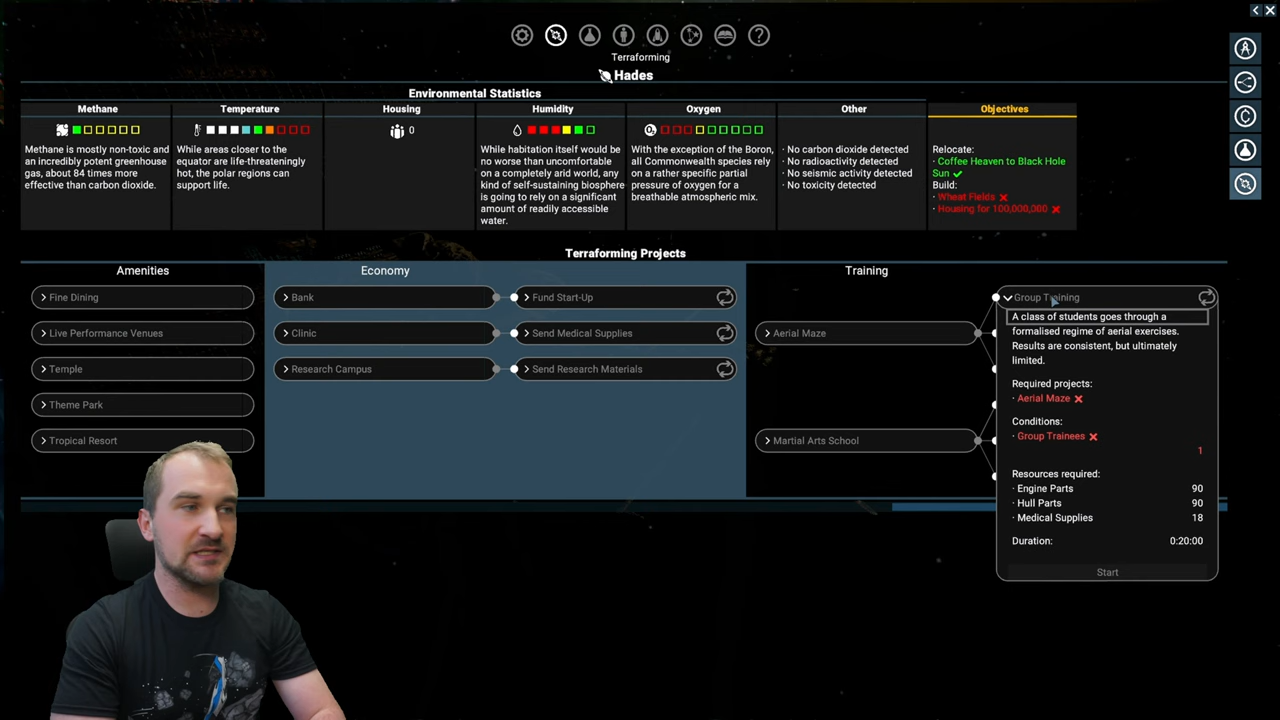 Terraforming
Hades
Environmental Statistics
Methane
Methane is mostly non-toxic and
an incredibly potent greenhouse
gas, about 84 times more
effective than carbon dioxide.
Temperature
While areas closer to the
equator are life-threateningly
hot, the polar regions can
support life.
Housing
0
Humidity
While habitation itself would be
no worse than uncomfortable
on a completely arid world, any
kind of self-sustaining biosphere
is going to rely on a significant
amount of readily accessible
water.
Oxygen
With the exception of the Boron,
all Commonwealth species rely
on a rather specific partial
pressure of oxygen for a
breathable atmospheric mix.
Other
· No carbon dioxide detected
· No radioactivity detected
· No seismic activity detected
· No toxicity detected
Objectives
Relocate:
· Coffee Heaven to Black Hole
Sun
Build:
· Wheat Fields
· Housing for 100,000,000
Terraforming Projects
Amenities
Fine Dining
Live Performance Venues
Temple
Theme Park
Tropical Resort
Economy
Bank
Fund Start-Up
Clinic
Send Medical Supplies
Research Campus
Send Research Materials
Training
Aerial Maze
Martial Arts School
Group Training
A class of students goes through a
formalised regime of aerial exercises.
Results are consistent, but ultimately
limited.
Required projects:
· Aerial Maze
Conditions:
· Group Trainees
1
Resources required:
· Engine Parts 90
· Hull Parts 90
· Medical Supplies 18
Duration: 0:20:00
Start